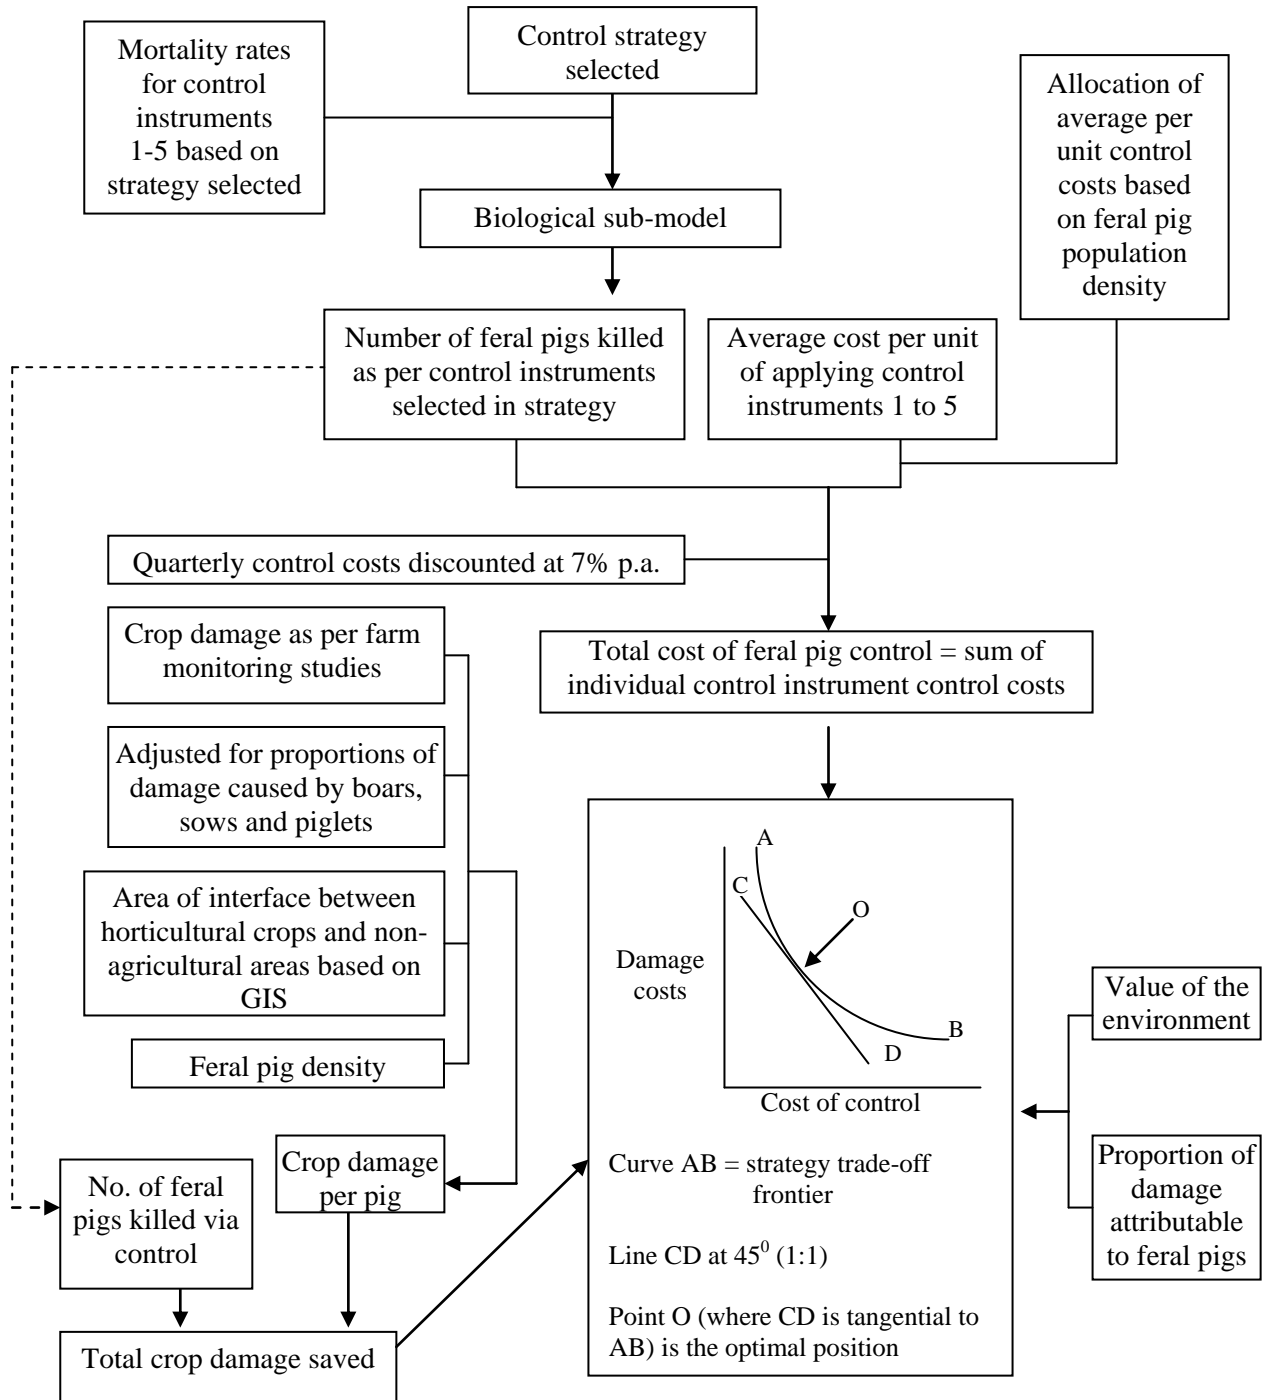 Control strategy
selected
Mortality rates
for control
instruments
1-5 based on
strategy selected
Allocation of
average per
unit control
costs based
on feral pig
population
density
Biological sub-model
Number of feral pigs killed
as per control instruments
selected in strategy
Average cost per unit
of applying control
instruments 1 to 5
Quarterly control costs discounted at 7% p.a.
Crop damage as per farm
monitoring studies
Total cost of feral pig control = sum of
individual control instrument control costs
Adjusted for proportions of
damage caused by boars,
sows and piglets
Area of interface between
horticultural crops and non-
agricultural areas based on
GIS
Feral pig density
A
C
O
Damage
costs
B
D
Cost of control
Value of the
environment
Proportion of
damage
attributable
to feral pigs
Crop damage
per pig
No. of feral
pigs killed via
control
Total crop damage saved
Curve AB = strategy trade-off
frontier
Line CD at 45⁰ (1:1)
Point O (where CD is tangential to
AB) is the optimal position